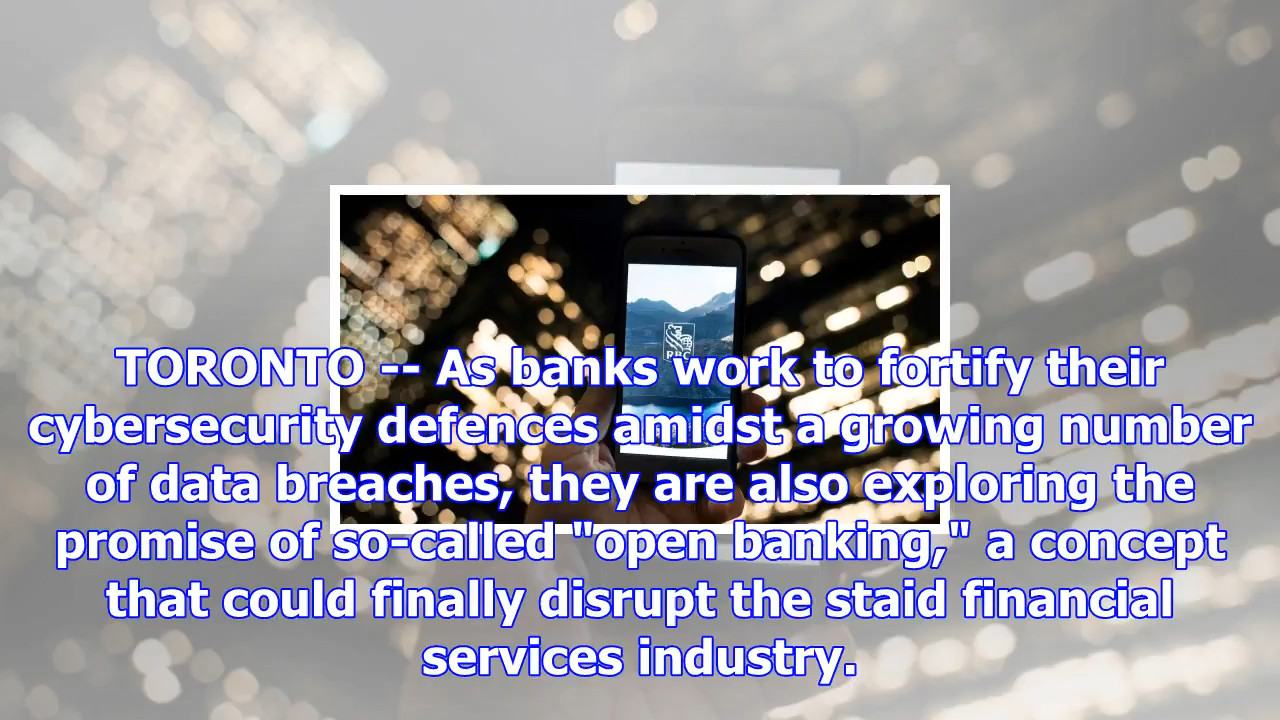 RBC
TORONTO -- As banks work to fortify their
cybersecurity defences amidst a growing number
of data breaches, they are also exploring the
promise of so-called "open banking," a concept
that could finally disrupt the staid financial
services industry.